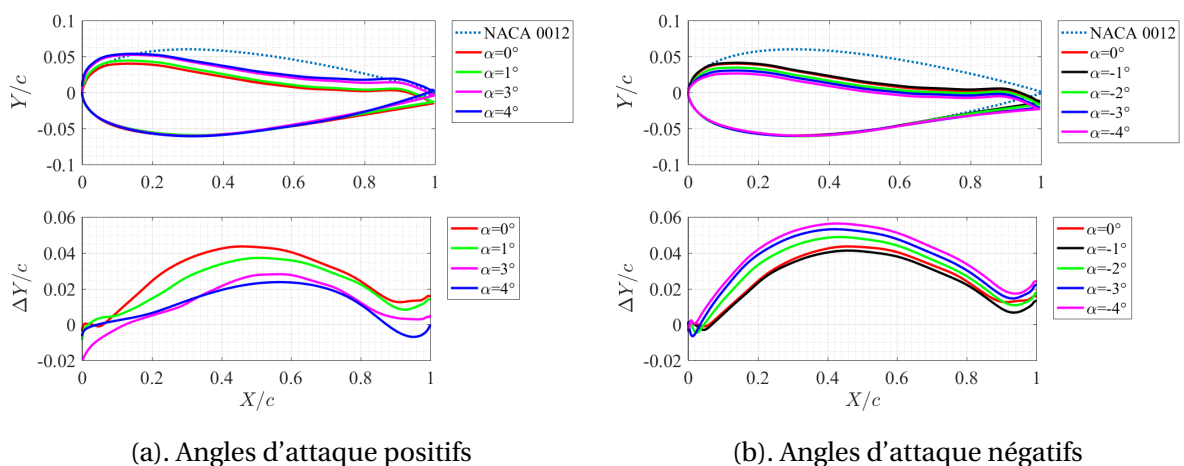 0.1
0.05
0
-0.05
-0.1
Y/c
0 0.2 0.4 0.6 0.8 1
NACA 0012
α=0°
α=1°
α=3°
α=4°
0.1
0.05
0
-0.05
-0.1
Y/c
0 0.2 0.4 0.6 0.8 1
NACA 0012
α=0°
α=-1°
α=-2°
α=-3°
α=-4°
0.06
0.04
0.02
0
-0.02
ΔY/c
0 0.2 0.4 0.6 0.8 1
X/c
α=0°
α=1°
α=3°
α=4°
0.06
0.04
0.02
0
-0.02
ΔY/c
0 0.2 0.4 0.6 0.8 1
X/c
α=0°
α=-1°
α=-2°
α=-3°
α=-4°
(a). Angles d'attaque positifs
(b). Angles d'attaque négatifs